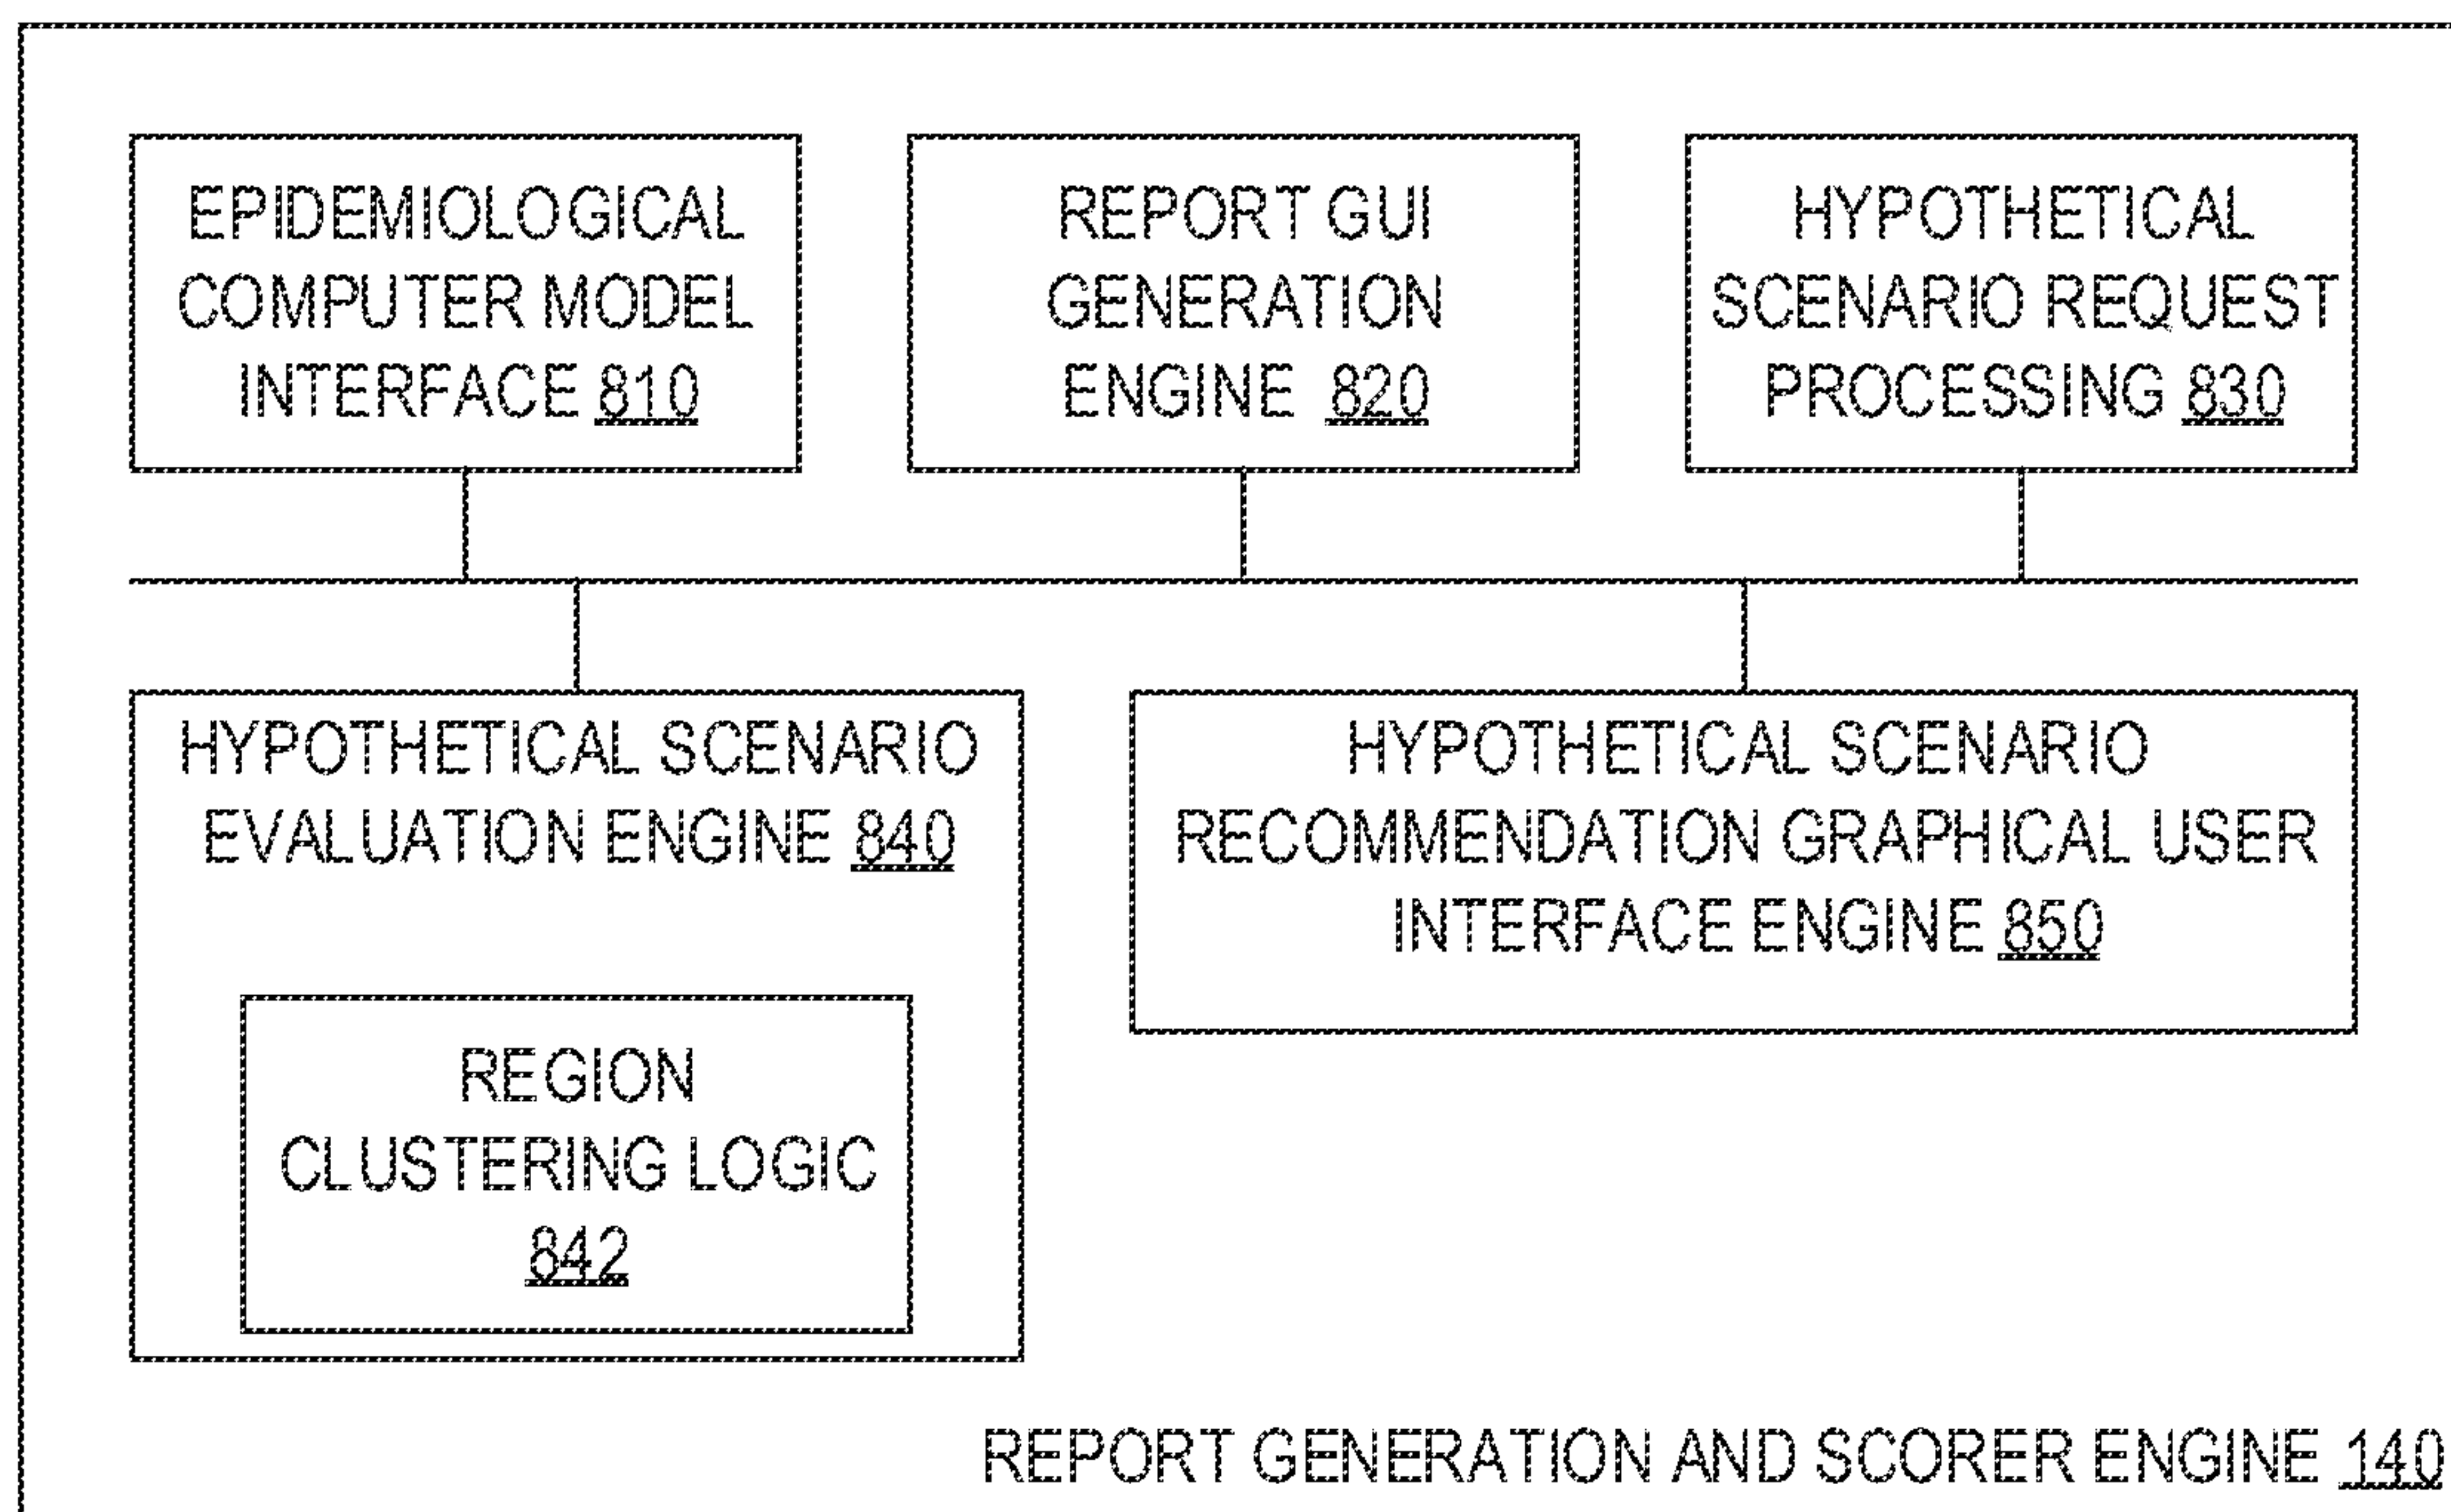 EPIDEMIOLOGICAL
COMPUTER MODEL
INTERFACE 810
REPORT GUI
GENERATION
ENGINE 820
HYPOTHETICAL
SCENARIO REQUEST
PROCESSING 830
HYPOTHETICAL SCENARIO
EVALUATION ENGINE 840
REGION
CLUSTERING LOGIC
842
HYPOTHETICAL SCENARIO
RECOMMENDATION GRAPHICAL USER
INTERFACE ENGINE 850
REPORT GENERATION AND SCORER ENGINE 140